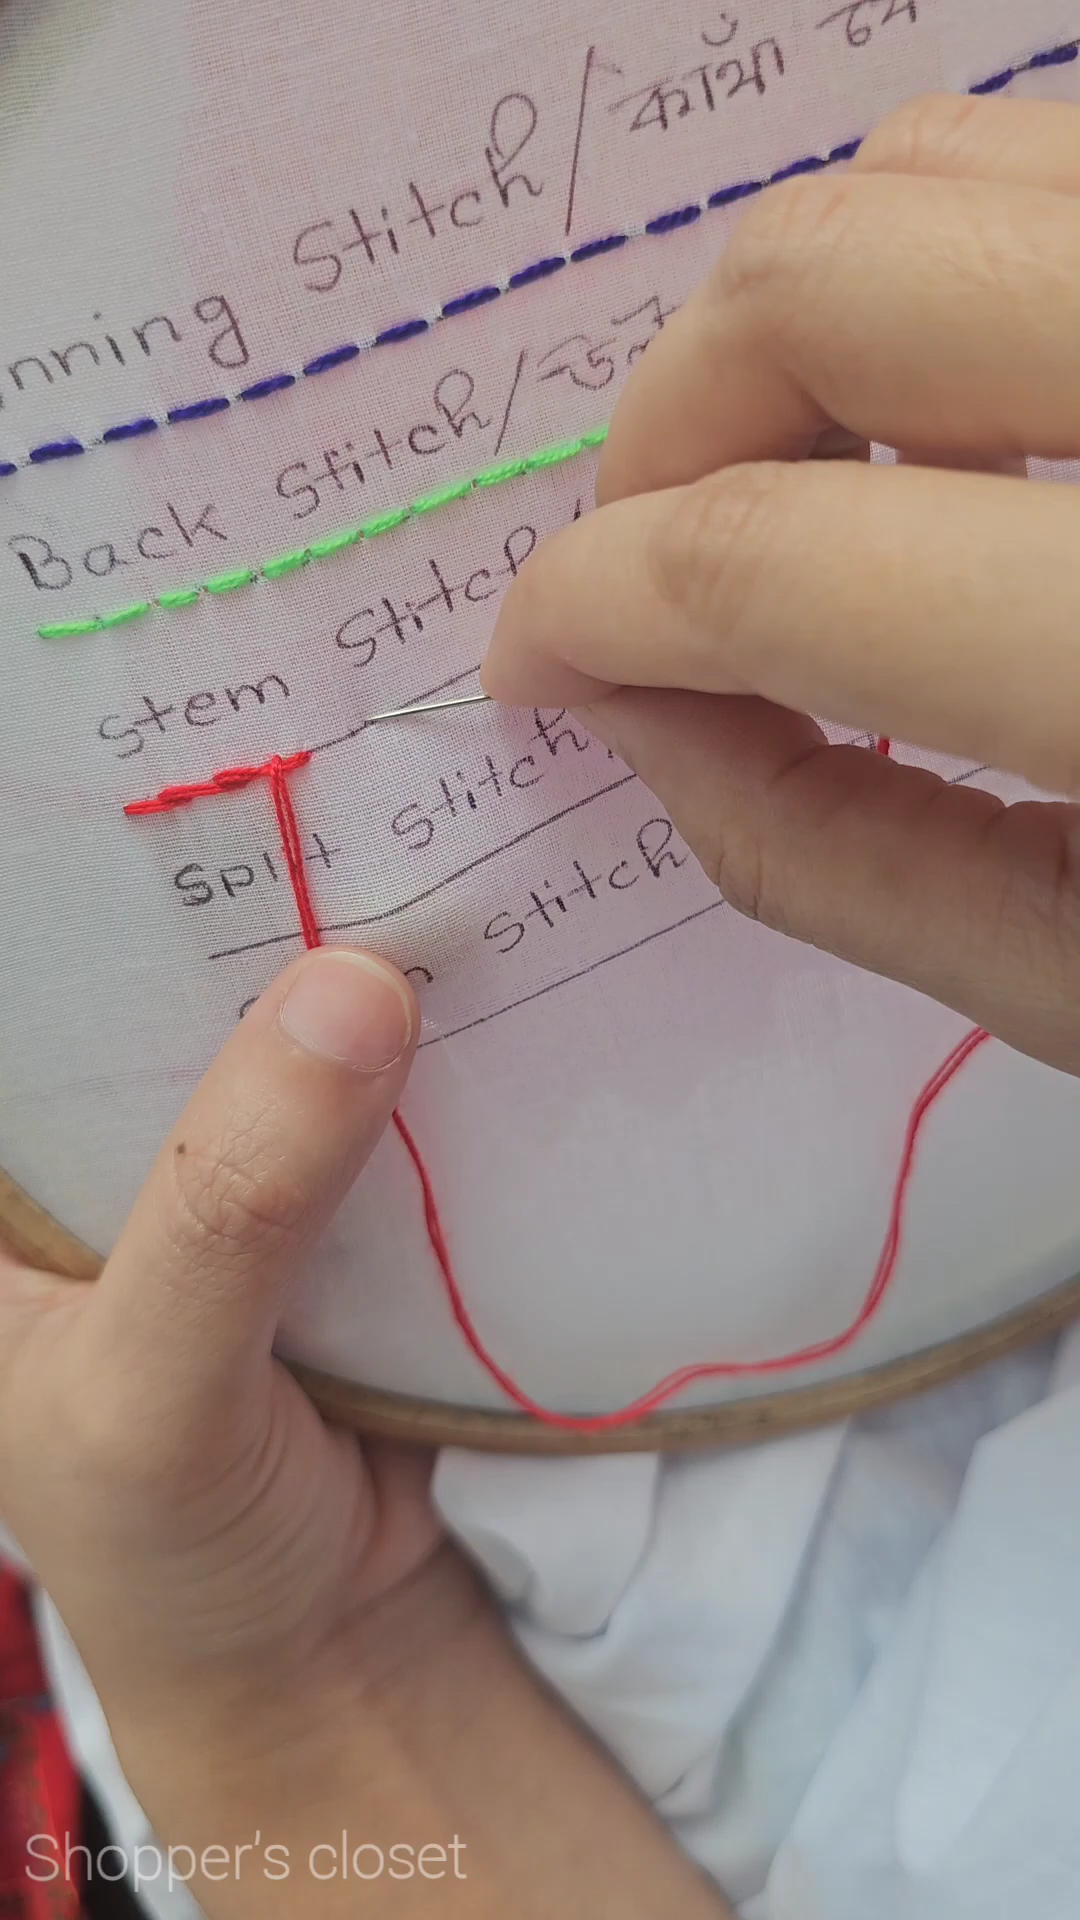 nning Stitch/কাঁথা
Back Stitch/
Stem Stitch
Split Stitch
Stitch
Shopper's closet